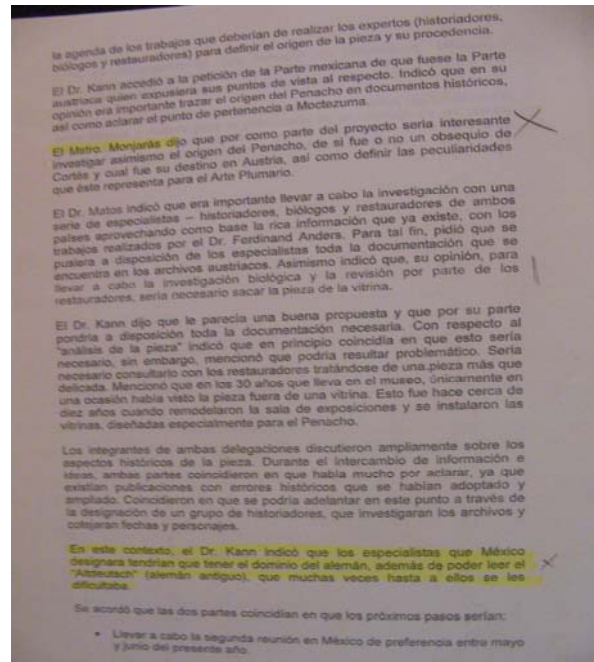 la agenda de los trabajos que deberían de realizar los expertos (historiadores,
biólogos y restauradores) para definir el origen de la pieza y su procedencia.
El Dr. Kann accedió a la petición de la Parte mexicana de que fuese la Parte
austriaca quien expusiera sus puntos de vista al respecto. Indicó que en su
opinión era importante trazar el origen del Penacho en documentos históricos,
así como aclarar el punto de pertenencia a Moctezuma.
El Mstro. Monjarás dijo que por como parte del proyecto sería interesante
investigar asimismo el origen del Penacho, de si fue o no un obsequio de
Cortés y cual fue su destino en Austria, así como definir las peculiaridades
que éste representa para el Arte Plumario.
El Dr. Matos indicó que era importante llevar a cabo la investigación con una
serie de especialistas – historiadores, biólogos y restauradores de ambos
países aprovechando como base la rica información que ya existe, con los
trabajos realizados por el Dr. Ferdinand Anders. Para tal fin, pidió que se
pusiera a disposición de los especialistas toda la documentación que se
encuentra en los archivos austriacos. Asimismo indicó que, su opinión, para
llevar a cabo la investigación biológica y la revisión por parte de los
restauradores, sería necesario sacar la pieza de la vitrina.
El Dr. Kann dijo que le parecía una buena propuesta y que por su parte
pondría a disposición toda la documentación necesaria. Con respecto al
"análisis de la pieza" indicó que en principio coincidía en que esto sería
necesario, sin embargo, mencionó que podría resultar problemático. Sería
necesario consultarlo con los restauradores tratándose de una pieza más que
delicada. Mencionó que en los 30 años que lleva en el museo, únicamente en
una ocasión había visto la pieza fuera de una vitrina. Esto fue hace cerca de
diez años cuando remodelaron la sala de exposiciones y se instalaron las
vitrinas, diseñadas especialmente para el Penacho.
Los integrantes de ambas delegaciones discutieron ampliamente sobre los
aspectos históricos de la pieza. Durante el intercambio de información e
ideas, ambas partes coincidieron en que había mucho por aclarar, ya que
existían publicaciones con errores históricos que se habían adoptado y
ampliado. Coincidieron en que se podría adelantar en este punto a través de
la designación de un grupo de historiadores, que investigaran los archivos y
cotejaran fechas y personajes.
En este contexto, el Dr. Kann indicó que los especialistas que México
designara tendrían que tener el dominio del alemán, además de poder leer el
"Altdeutsch" (alemán antiguo), que muchas veces hasta a ellos se les
dificultaba.
Se acordó que las dos partes coincidían en que los próximos pasos serían:
• Llevar a cabo la segunda reunión en México de preferencia entre mayo
y junio del presente año.